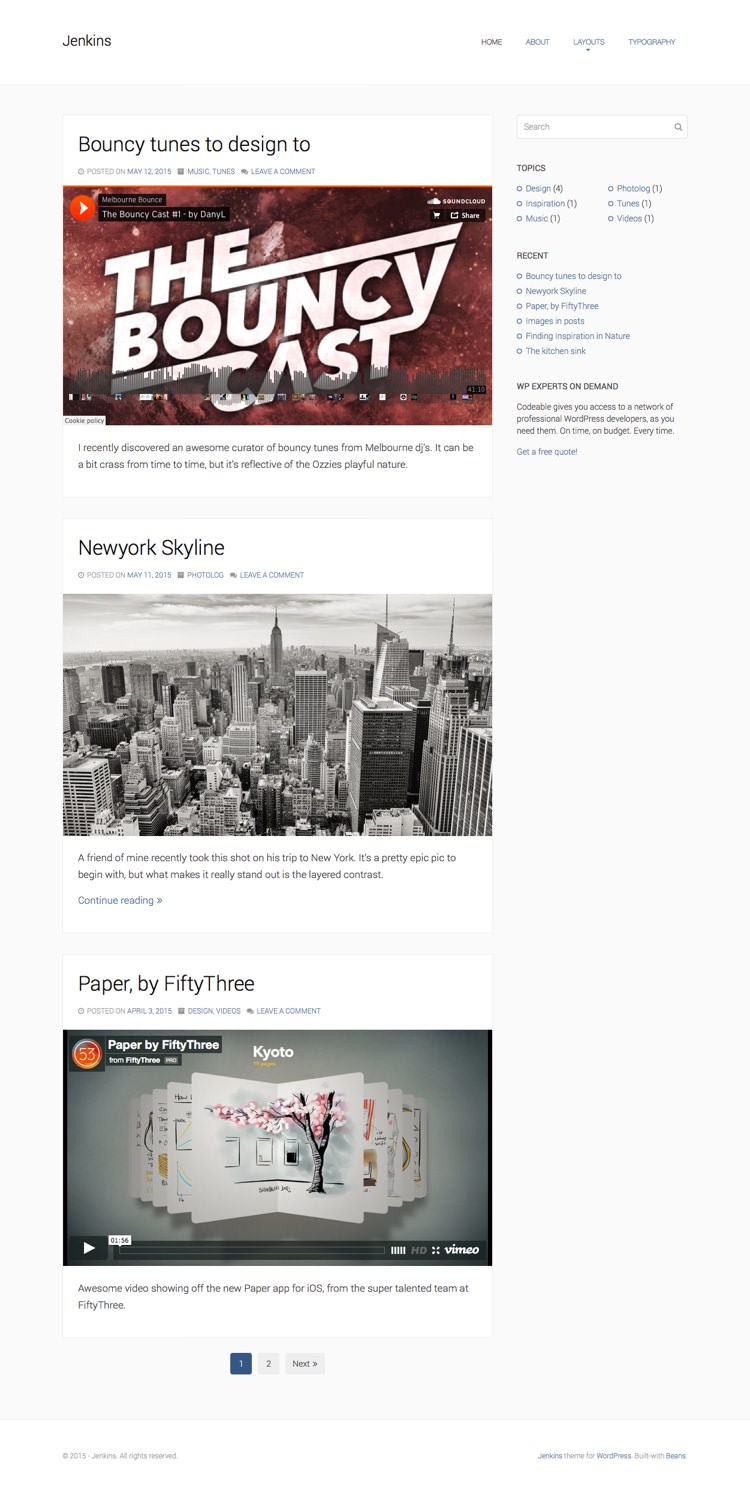 Jenkins
HOME ABOUT LAYOUTS TYPOGRAPHY
Bouncy tunes to design to
POSTED ON MAY 12, 2015 MUSIC, TUNES LEAVE A COMMENT
Melbourne Bounce
The Bouncy Cast #1 - by DanyL
SOUNDCLOUD
Share
THE
BOUNCY
CAST
41:10
Cookie policy
I recently discovered an awesome curator of bouncy tunes from Melbourne dj's. It can be
a bit crass from time to time, but it's reflective of the Ozzies playful nature.
Newyork Skyline
POSTED ON MAY 11, 2015 PHOTOLOG LEAVE A COMMENT
A friend of mine recently took this shot on his trip to New York. It's a pretty epic pic to
begin with, but what makes it really stand out is the layered contrast.
Continue reading »
Paper, by FiftyThree
POSTED ON APRIL 3, 2015 DESIGN, VIDEOS LEAVE A COMMENT
53
Paper by FiftyThree
from FiftyThree PRO
Kyoto
pages
How I
01:56
HD vimeo
Awesome video showing off the new Paper app for iOS, from the super talented team at
FiftyThree.
1 2 Next »
Search
TOPICS
Design (4) Photolog (1)
Inspiration (1) Tunes (1)
Music (1) Videos (1)
RECENT
Bouncy tunes to design to
Newyork Skyline
Paper, by FiftyThree
Images in posts
Finding Inspiration in Nature
The kitchen sink
WP EXPERTS ON DEMAND
Codeable gives you access to a network of
professional WordPress developers, as you
need them. On time, on budget. Every time.
Get a free quote!
© 2015 - Jenkins. All rights reserved.
Jenkins theme for WordPress. Built-with Beans.